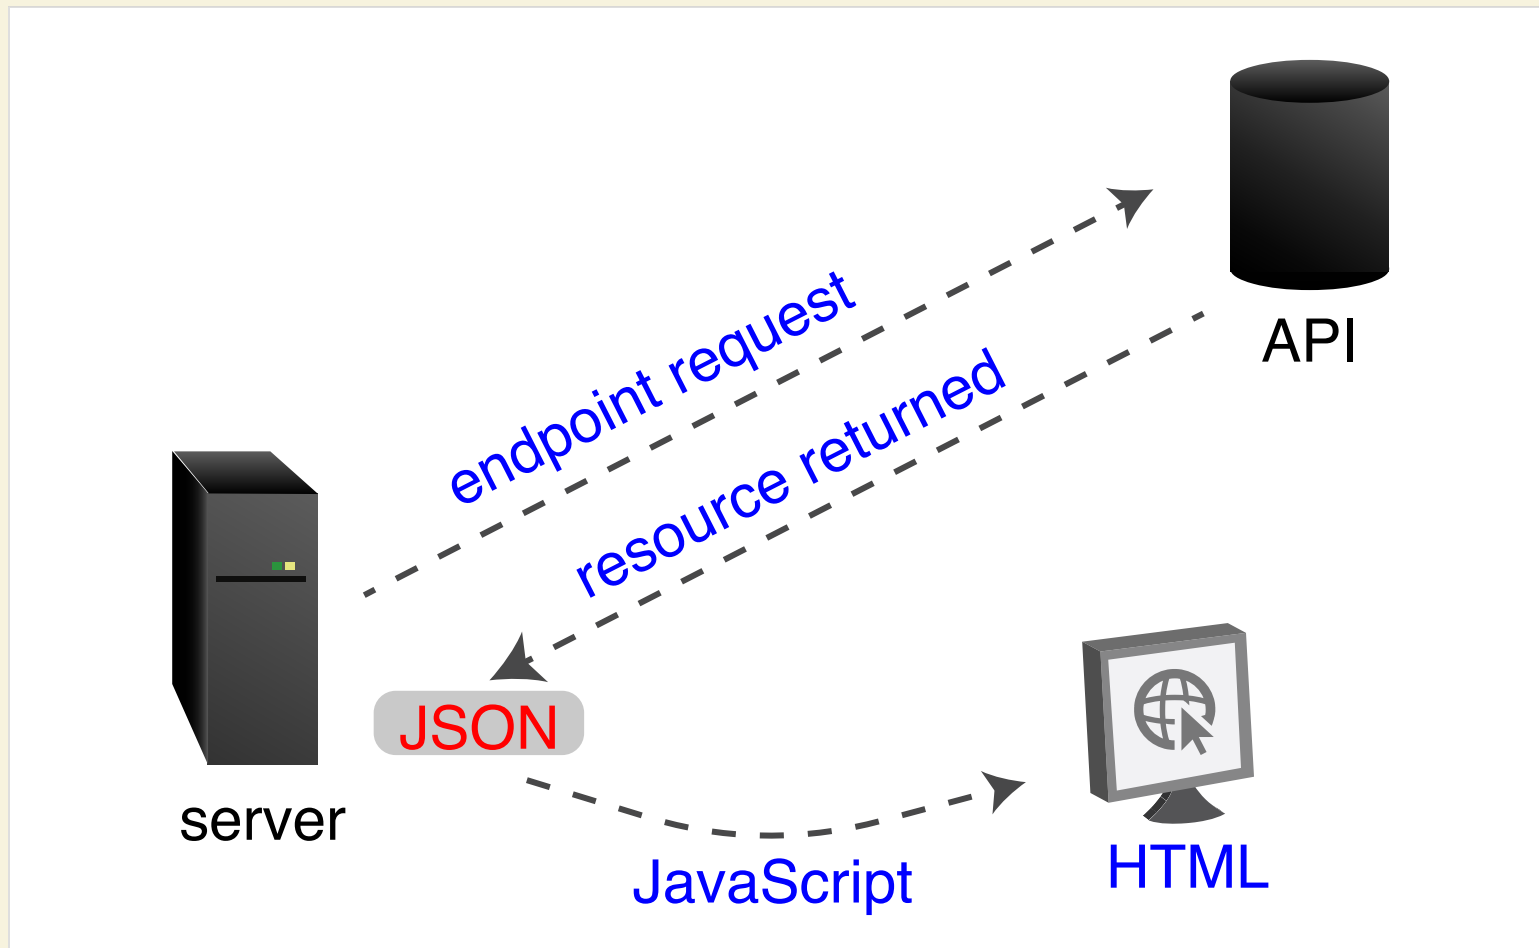 API
endpoint request
resource returned
JSON
server
JavaScript
HTML